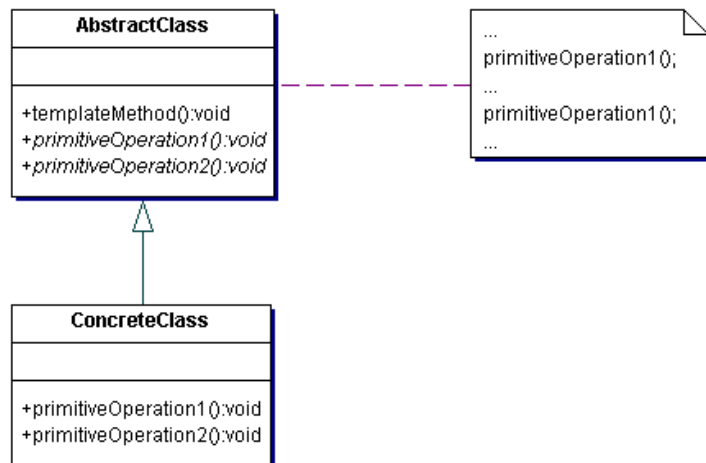 AbstractClass
+templateMethod():void
+primitiveOperation1():void
+primitiveOperation2():void
...
primitiveOperation1();
...
primitiveOperation1();
...
ConcreteClass
+primitiveOperation1():void
+primitiveOperation2():void